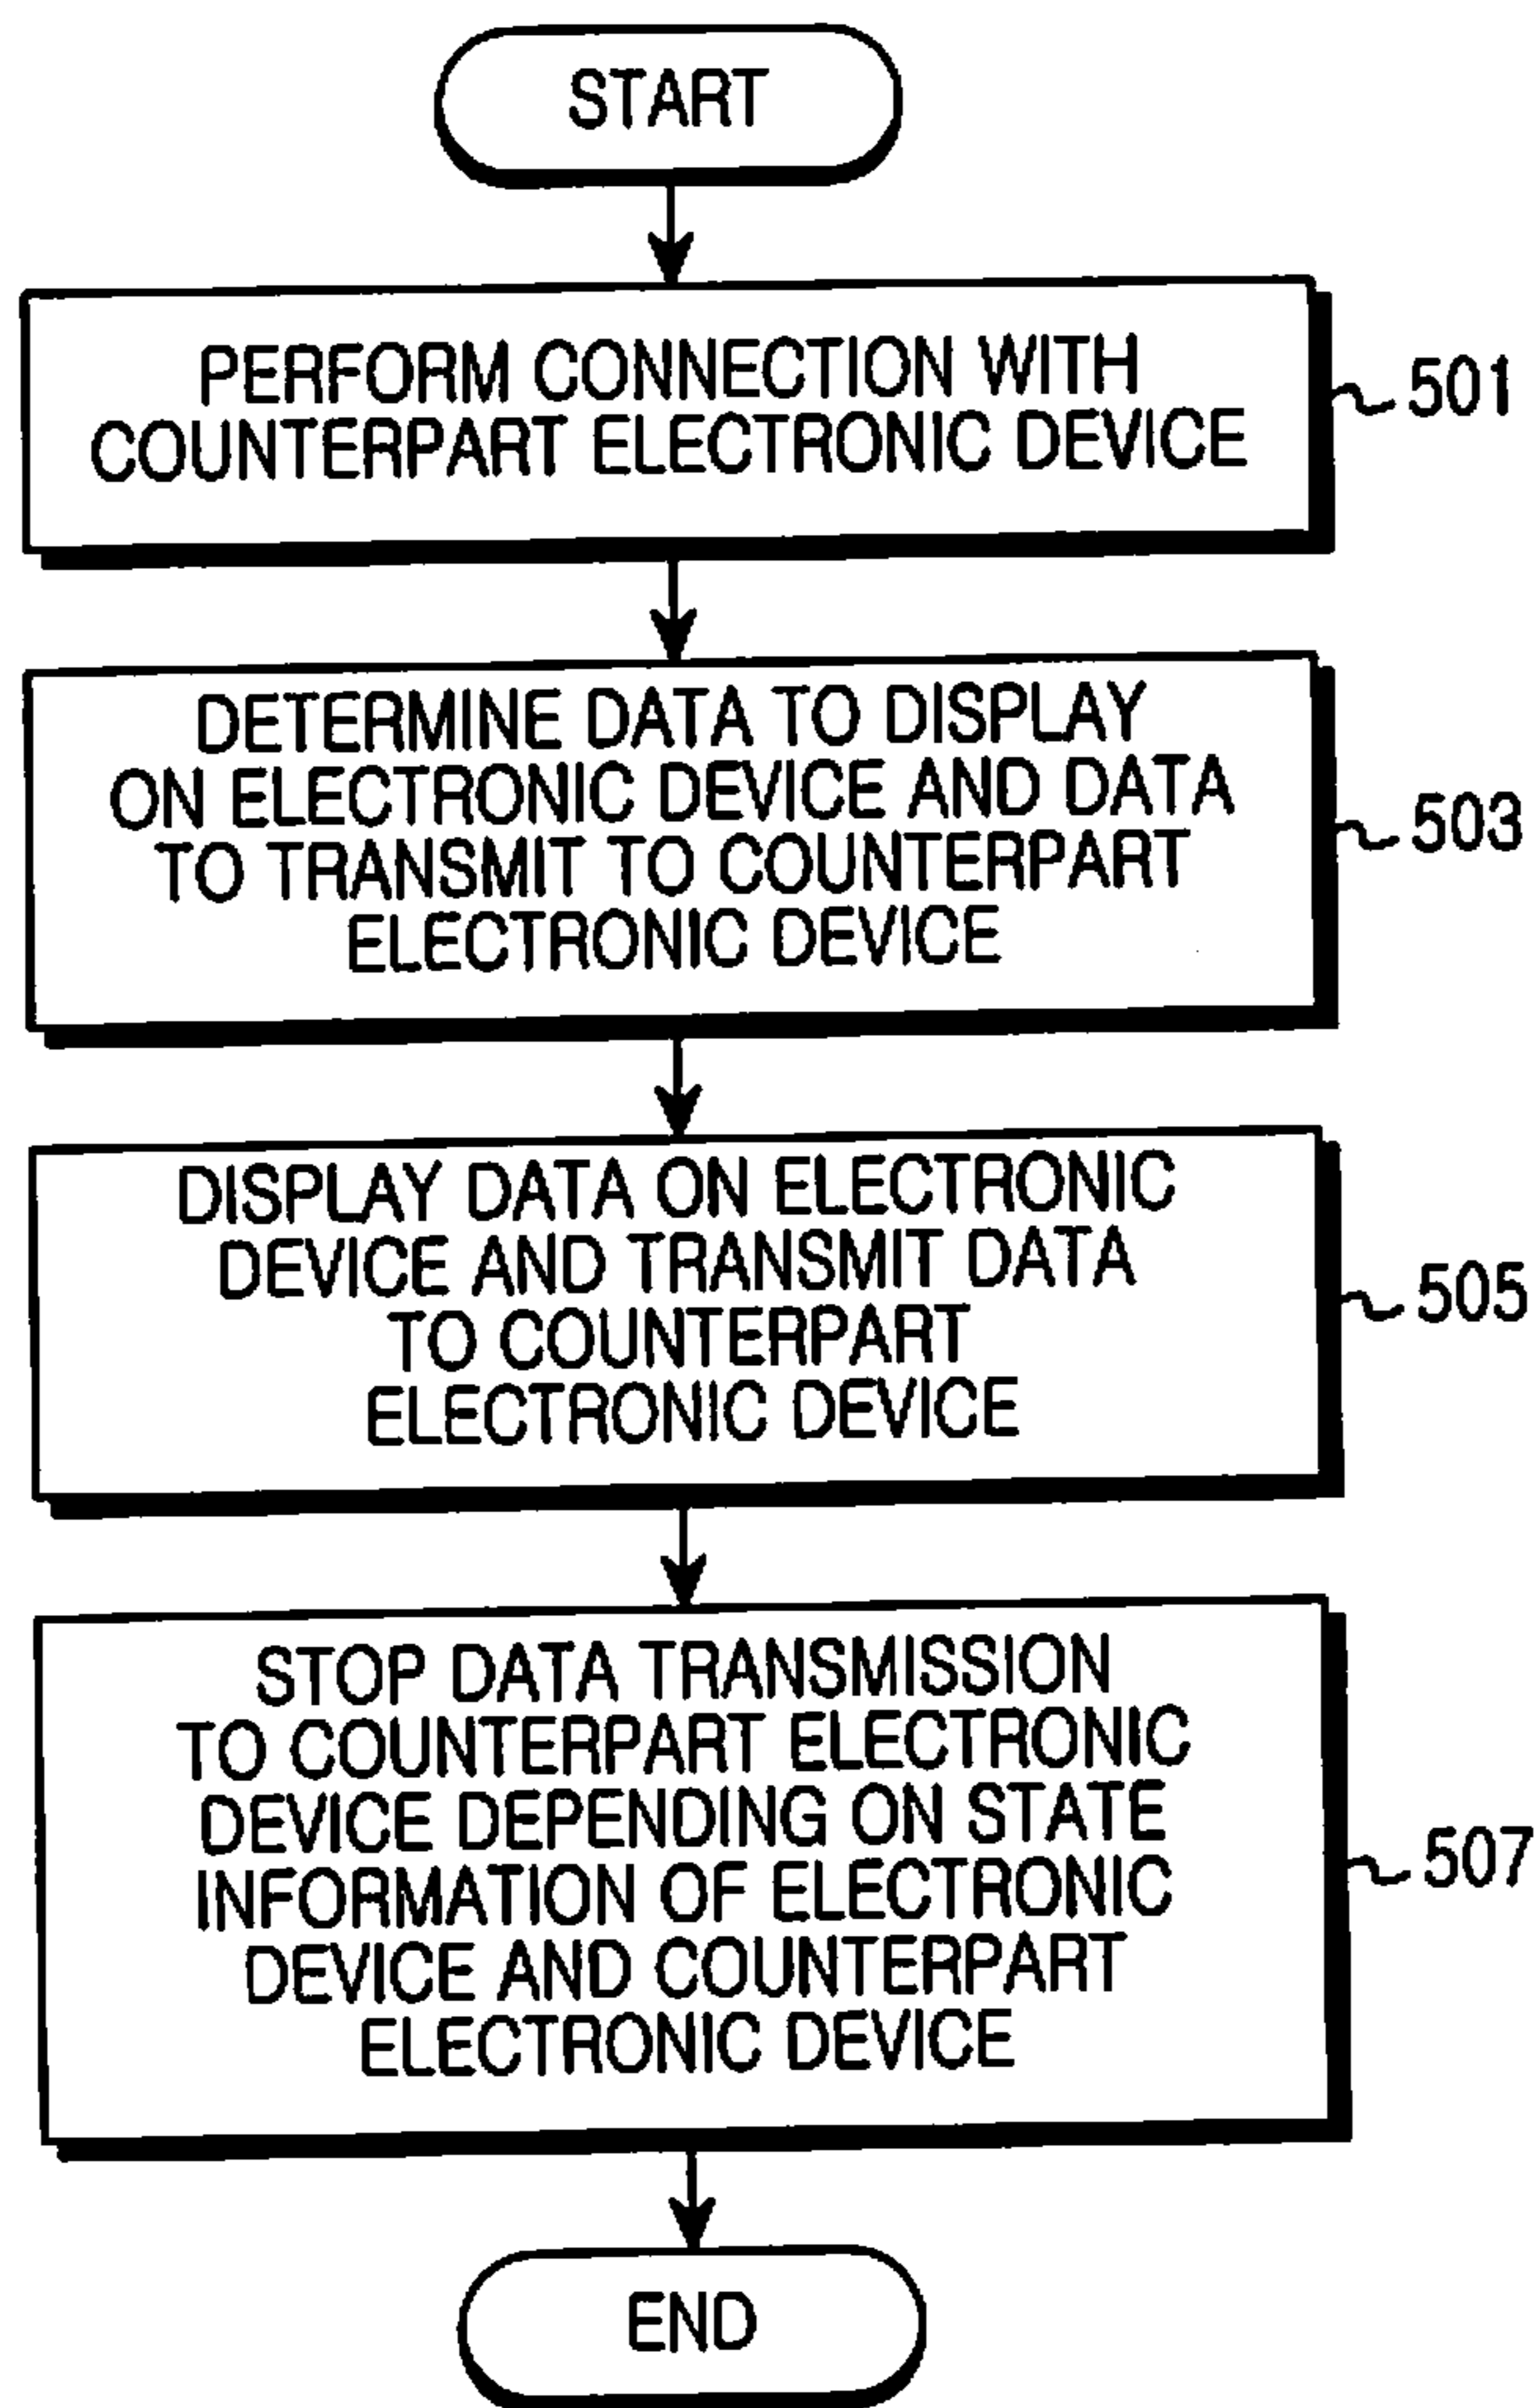 START
PERFORM CONNECTION WITH
COUNTERPART ELECTRONIC DEVICE
501
DETERMINE DATA TO DISPLAY
ON ELECTRONIC DEVICE AND DATA
TO TRANSMIT TO COUNTERPART
ELECTRONIC DEVICE
503
DISPLAY DATA ON ELECTRONIC
DEVICE AND TRANSMIT DATA
TO COUNTERPART
ELECTRONIC DEVICE
505
STOP DATA TRANSMISSION
TO COUNTERPART ELECTRONIC
DEVICE DEPENDING ON STATE
INFORMATION OF ELECTRONIC
DEVICE AND COUNTERPART
ELECTRONIC DEVICE
507
END